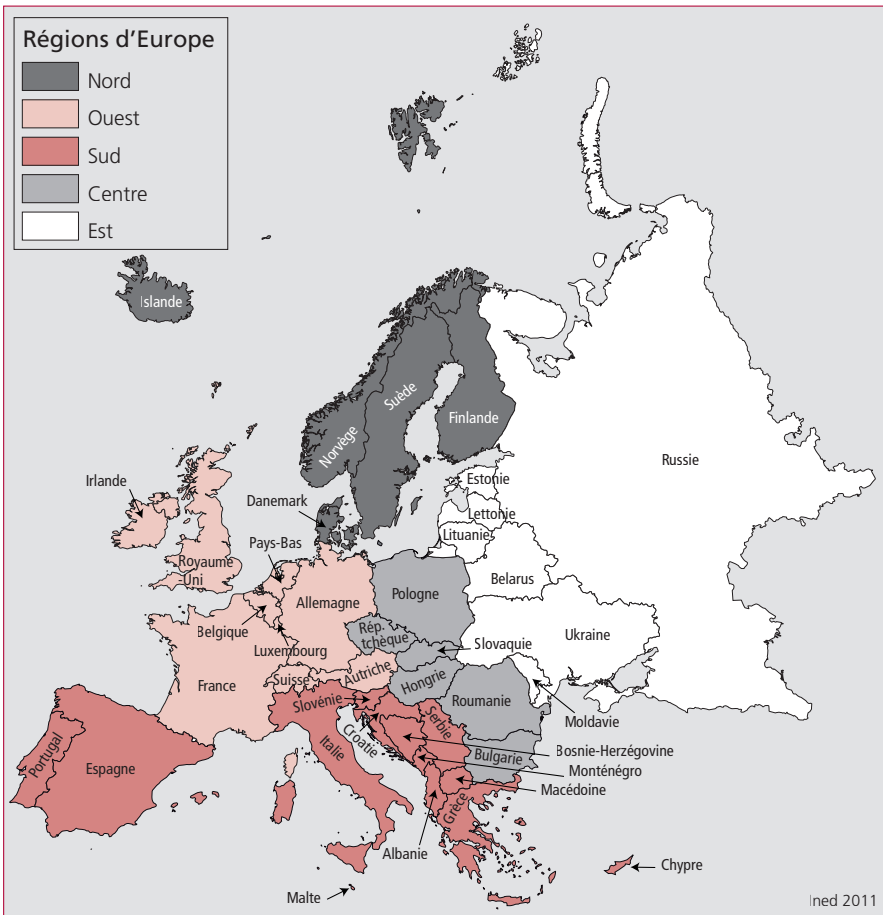 Régions d'Europe
Nord
Ouest
Sud
Centre
Est
Islande
Norvège
Suède
Finlande
Russie
Estonie
Lettonie
Lituanie
Irlande
Danemark
Royaume
Uni
Pays-Bas
Belarus
Allemagne
Pologne
Belgique
Luxembourg
Rép.
tchèque
Slovaquie
Ukraine
France
Suisse
Autriche
Hongrie
Slovénie
Roumanie
Moldavie
Croatie
Serbie
Italie
Bulgarie
Bosnie-Herzégovine
Monténégro
Macédoine
Portugal
Espagne
Grèce
Albanie
Chypre
Malte
Ined 2011